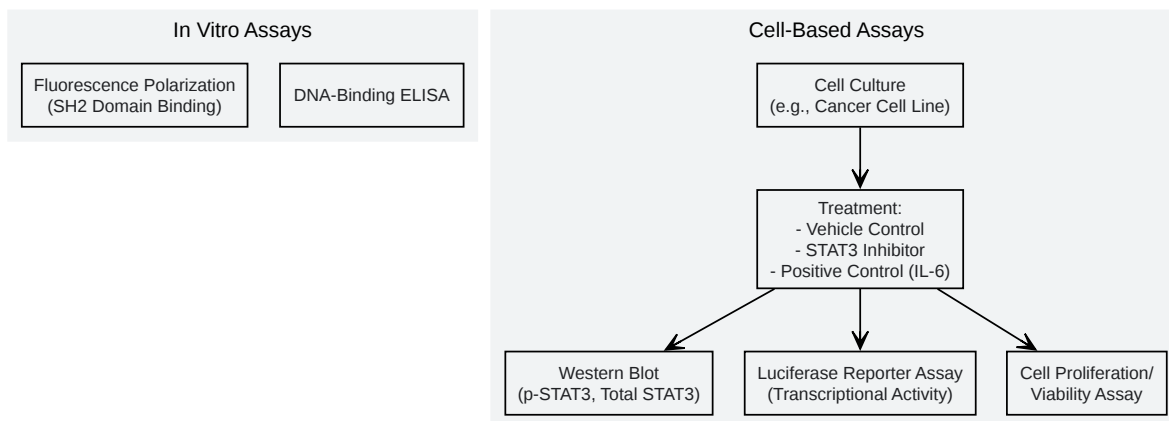 In Vitro Assays
Fluorescence Polarization
(SH2 Domain Binding)
DNA-Binding ELISA
Cell-Based Assays
Cell Culture
(e.g., Cancer Cell Line)
Treatment:
- Vehicle Control
- STAT3 Inhibitor
- Positive Control (IL-6)
Western Blot
(p-STAT3, Total STAT3)
Luciferase Reporter Assay
(Transcriptional Activity)
Cell Proliferation/
Viability Assay